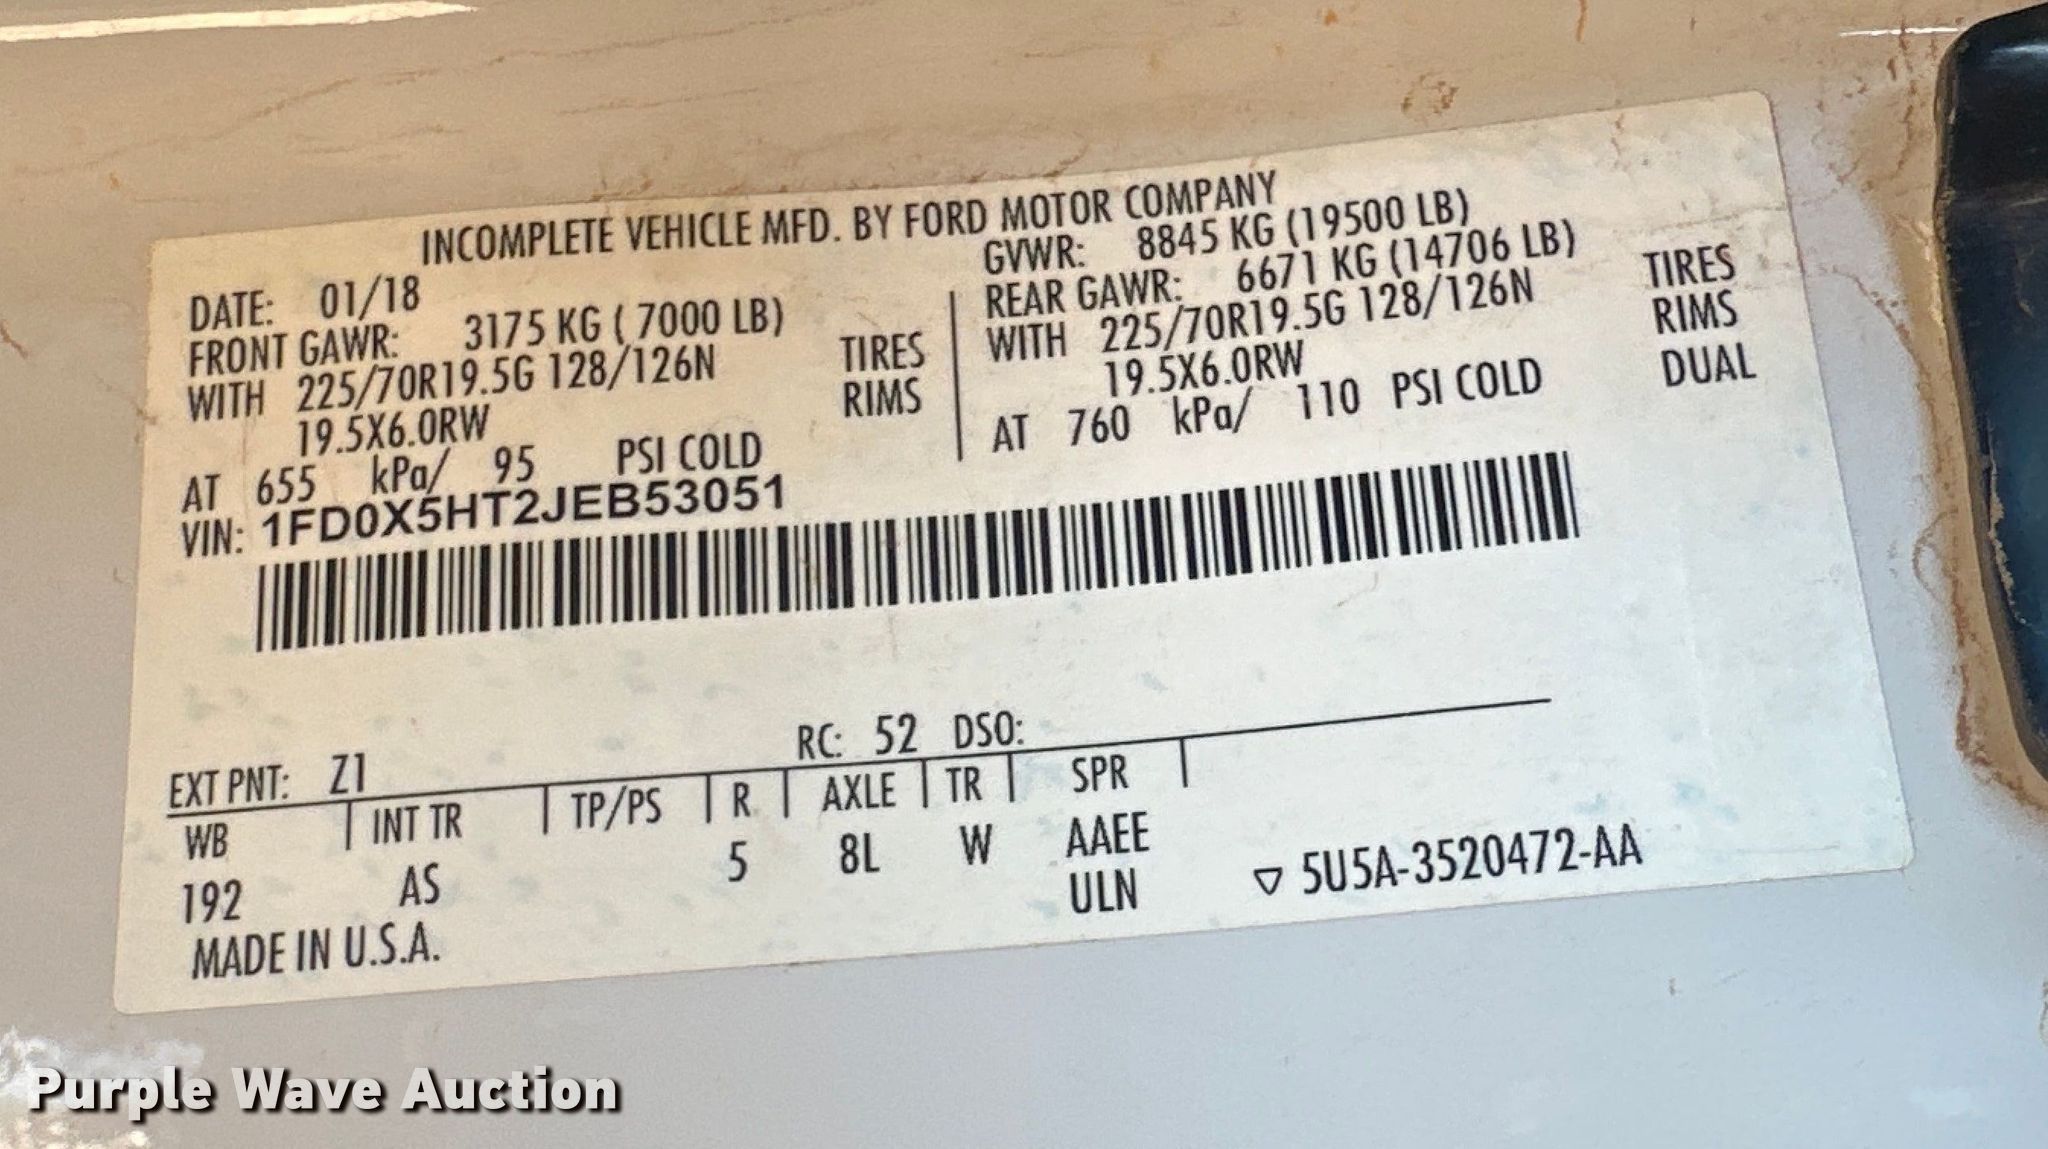 INCOMPLETE VEHICLE MFD. BY FORD MOTOR COMPANY
DATE: 01/18
GVWR: 8845 KG (19500 LB)
FRONT GAWR: 3175 KG ( 7000 LB)
WITH 225/70R19.5G 128/126N TIRES
19.5X6.0RW RIMS
AT 655 kPa/ 95 PSI COLD
REAR GAWR: 6671 KG (14706 LB)
WITH 225/70R19.5G 128/126N TIRES
19.5X6.0RW RIMS
AT 760 kPa/ 110 PSI COLD DUAL
VIN: 1FD0X5HT2JEB53051
EXT PNT: Z1 RC: 52 DSO:
WB INT TR TP/PS R AXLE TR SPR
192 AS 5 8L W AAEE
ULN ▽ 5U5A-3520472-AA
MADE IN U.S.A.
Purple Wave Auction